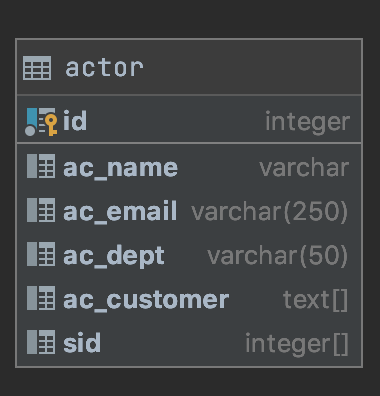 actor
id integer
ac_name varchar
ac_email varchar(250)
ac_dept varchar(50)
ac_customer text[]
sid integer[]